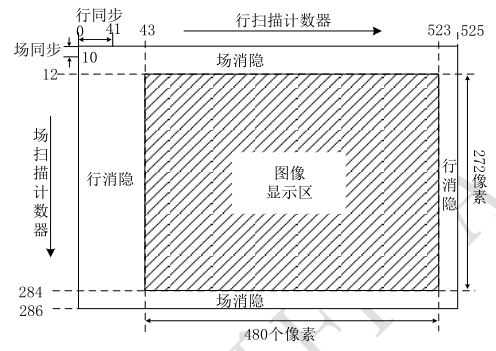 行同步
0 41 43 行扫描计数器 523 525
场同步
10
场消隐
12
场扫描计数器
行消隐
图像
显示区
行消隐
272像素
284
场消隐
286
480个像素